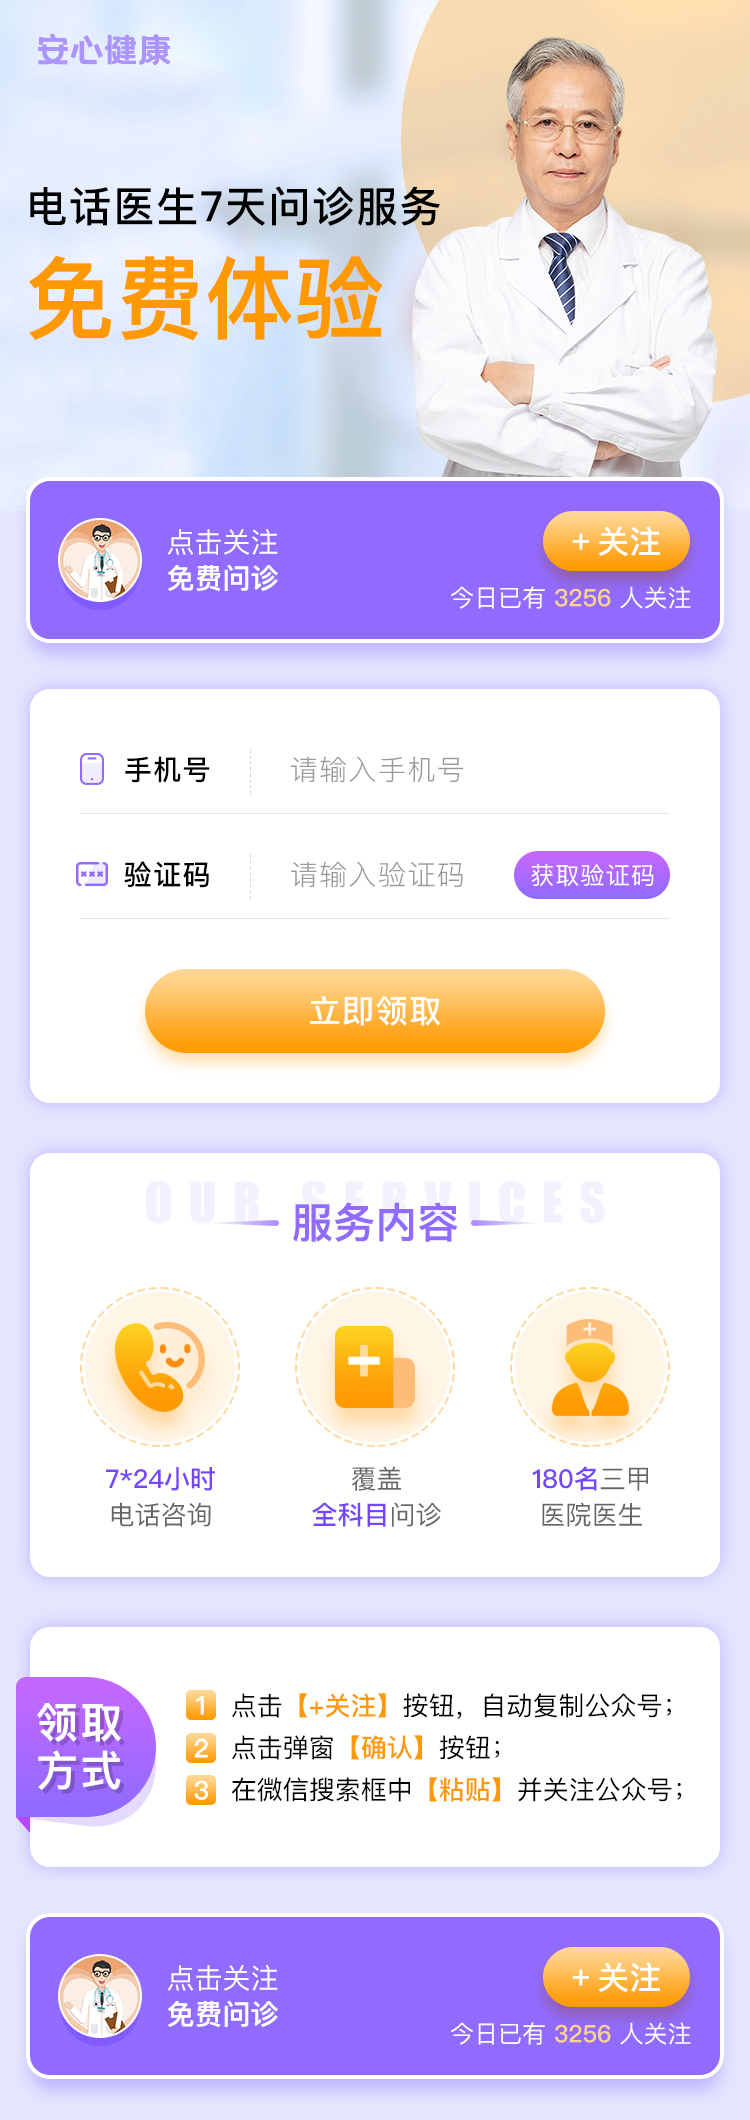 安心健康
电话医生7天问诊服务
免费体验
点击关注
免费问诊
+关注
今日已有 3256 人关注
手机号
请输入手机号
验证码
请输入验证码
获取验证码
立即领取
OUR SERVICES
服务内容
7*24小时
电话咨询
覆盖
全科目问诊
180名三甲
医院医生
领取
方式
1 点击【+关注】按钮，自动复制公众号；
2 点击弹窗【确认】按钮；
3 在微信搜索框中【粘贴】并关注公众号；
点击关注
免费问诊
+关注
今日已有 3256 人关注